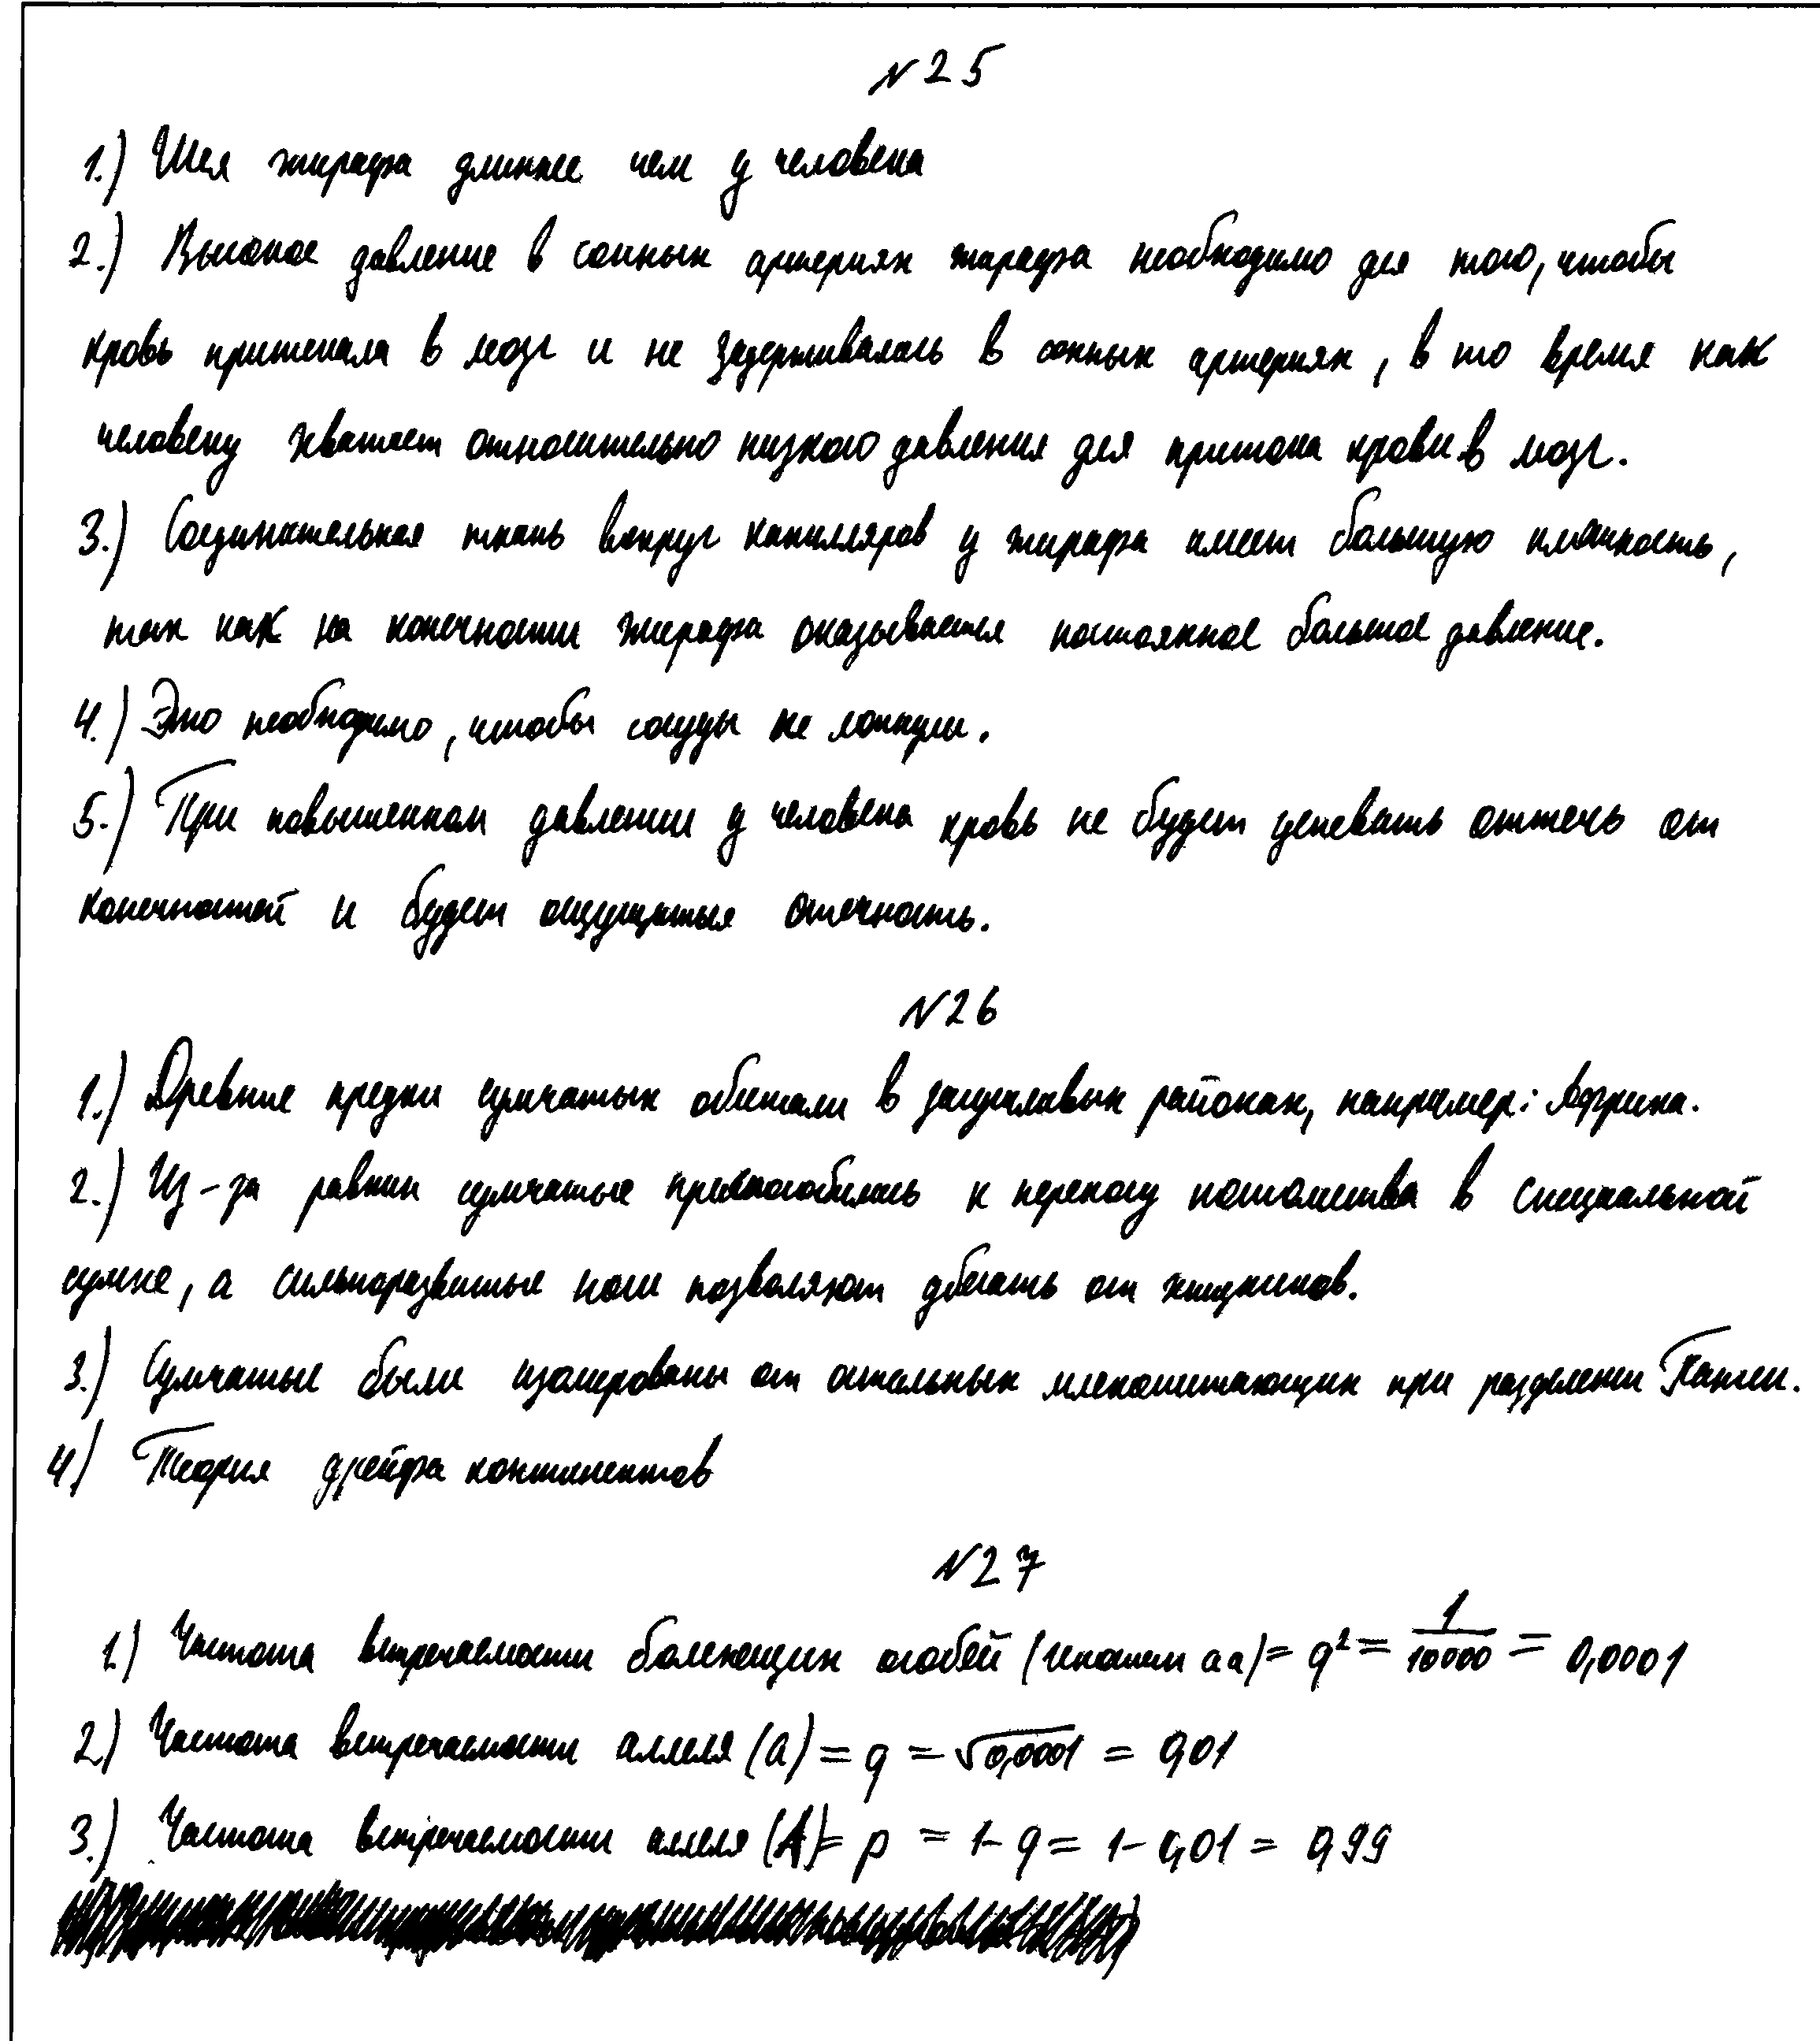 №25
1.) Шея жирафа длиннее чем у человека
2.) Высокое давление в сонных артериях жирафа необходимо для того, чтобы
кровь притекала в мозг и не задерживалась в сонных артериях, в то время как
человеку хватает относительно низкого давления для притока крови в мозг.
3.) Соединительная ткань вокруг капилляров у жирафа имеет большую плотность,
так как на конечности жирафа оказывается постоянное большое давление.
4.) Это необходимо, чтобы сосуды не лопнули.
5.) При повышенном давлении у человека кровь не будет успевать оттечь от
конечностей и будет ощущаться отечность.
№26
1.) Древние предки сумчатых обитали в засушливых районах, например: Африка.
2.) Из-за равнин сумчатые приспособились к переносу потомства в специальной
сумке, а сильноразвитые ноги позволяют убегать от хищников.
3.) Сумчатые были изолированы от остальных млекопитающих при разделении Пангеи.
4) Теория дрейфа континентов
№27
1.) Частота встречаемости болеющих особей (генотип aa) = q² = 1/10000 = 0,0001
2.) Частота встречаемости аллеля (a) = q = √0,0001 = 0,01
3.) Частота встречаемости аллеля (A) = p = 1 - q = 1 - 0,01 = 0,99